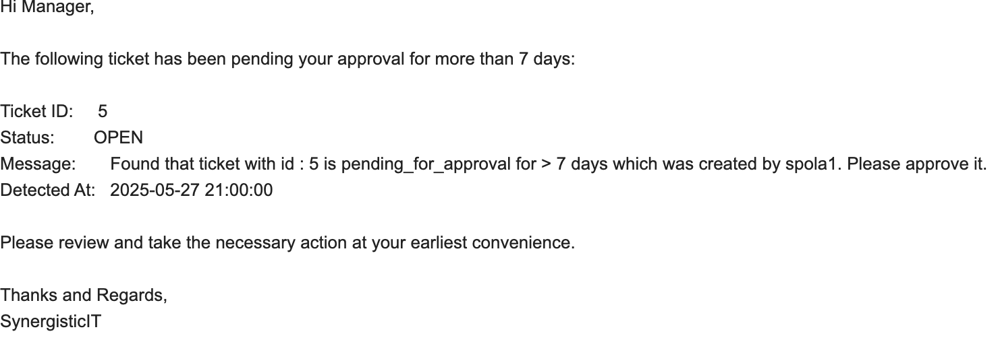 Hi Manager,
The following ticket has been pending your approval for more than 7 days:
Ticket ID: 5
Status: OPEN
Message: Found that ticket with id : 5 is pending_for_approval for > 7 days which was created by spola1. Please approve it.
Detected At: 2025-05-27 21:00:00
Please review and take the necessary action at your earliest convenience.
Thanks and Regards,
SynergisticIT